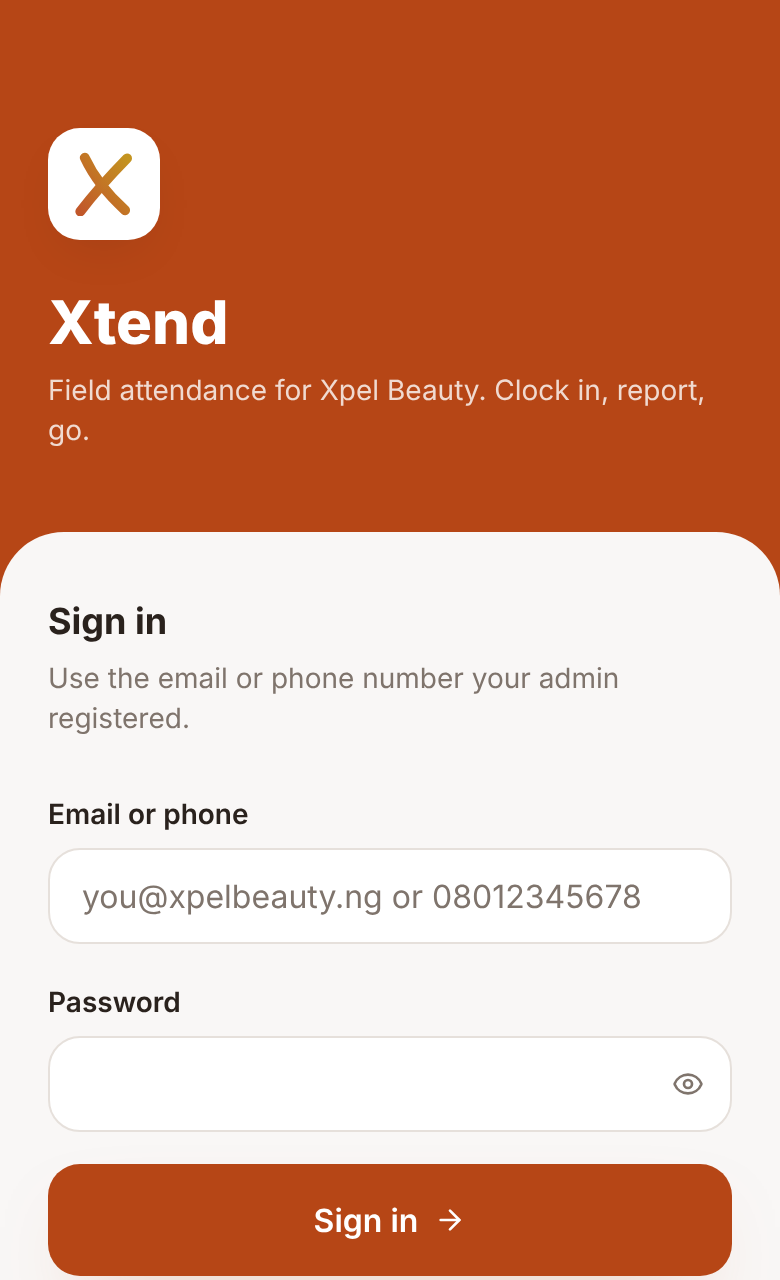 X
Xtend
Field attendance for Xpel Beauty. Clock in, report,
go.
Sign in
Use the email or phone number your admin
registered.
Email or phone
you@xpelbeauty.ng or 08012345678
Password
Sign in →